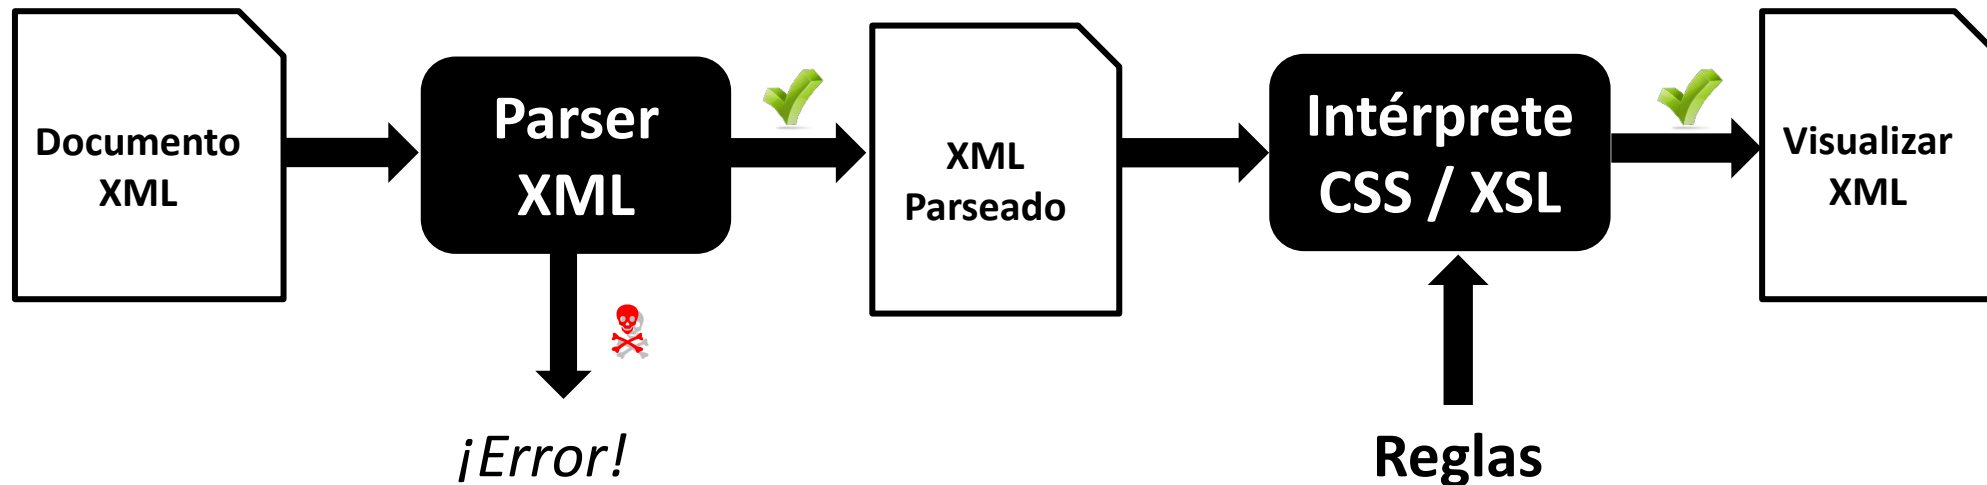 Documento
XML
Parser
XML
¡Error!
XML
Parseado
Intérprete
CSS / XSL
Reglas
Visualizar
XML